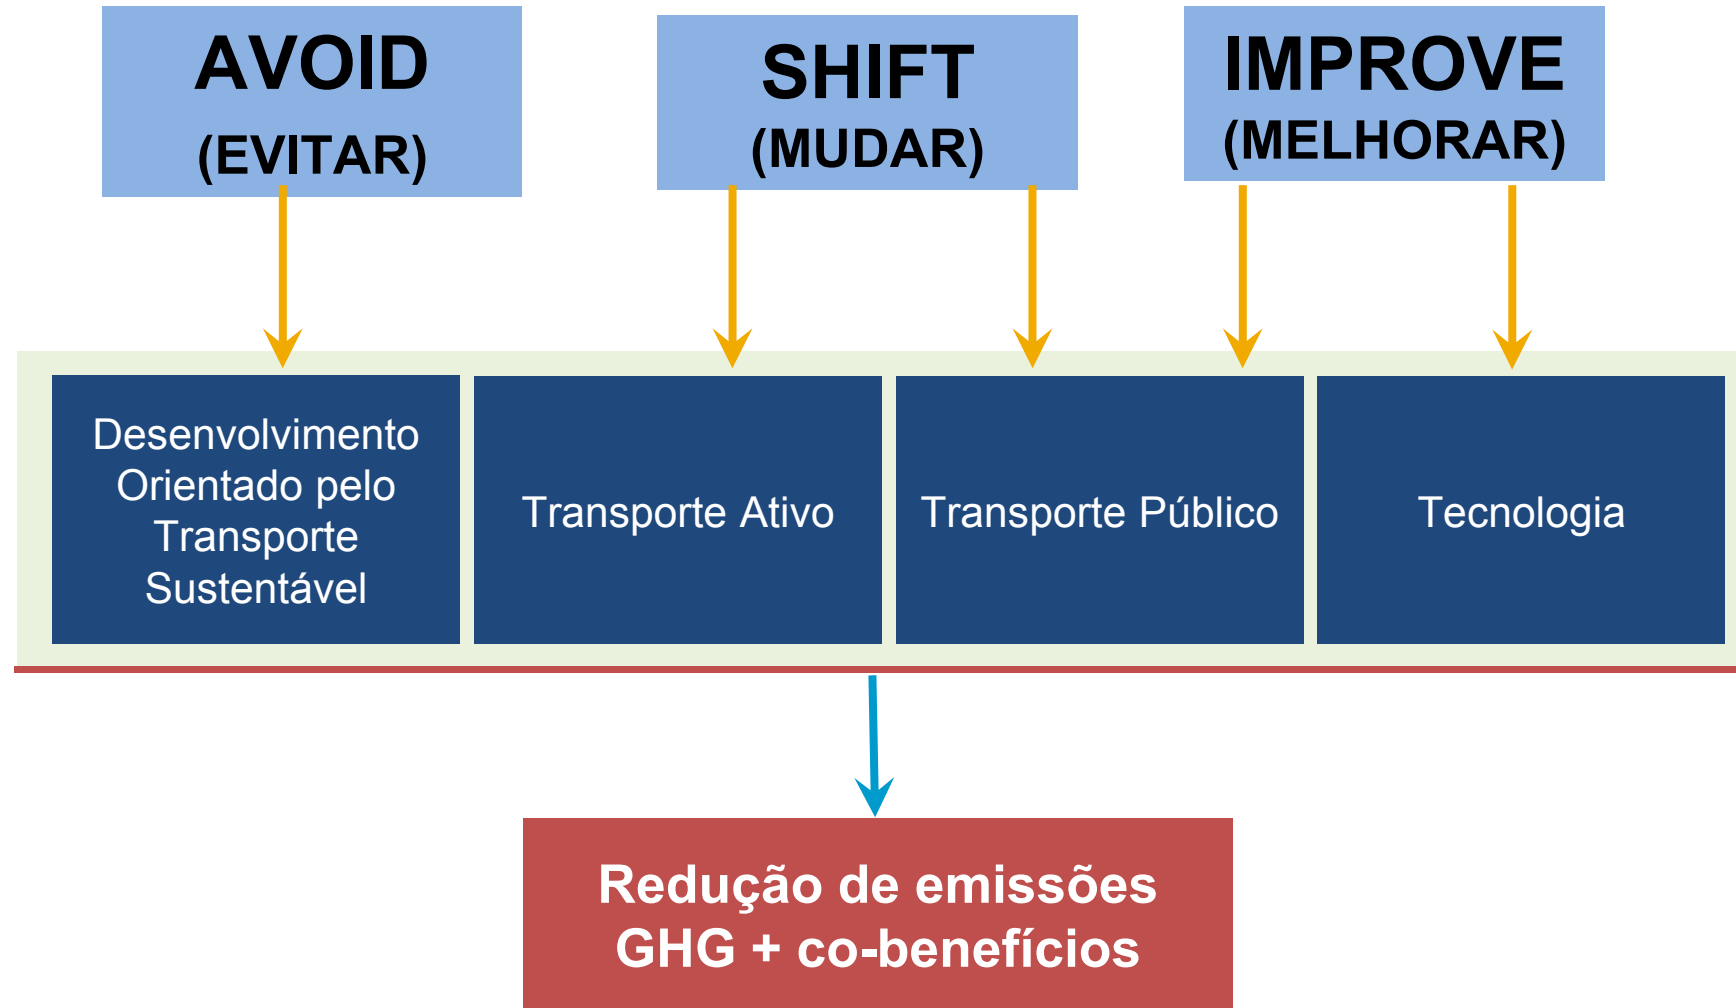 AVOID
(EVITAR)
SHIFT
(MUDAR)
IMPROVE
(MELHORAR)
Desenvolvimento
Orientado pelo
Transporte
Sustentável
Transporte Ativo
Transporte Público
Tecnologia
Redução de emissões
GHG + co-benefícios